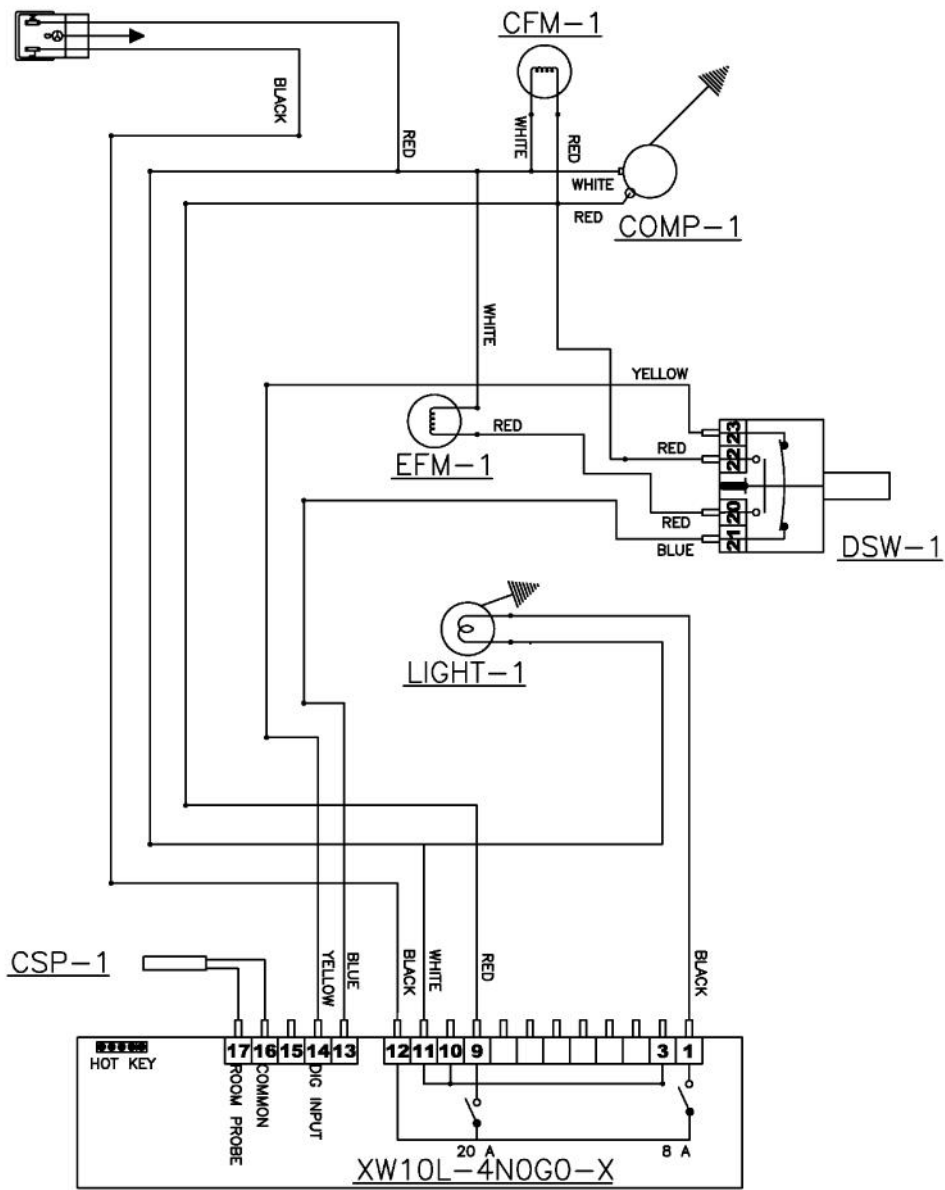 CFM-1
BLACK
RED
WHITE
RED
WHITE
RED
COMP-1
WHITE
YELLOW
RED
EFM-1
RED
23
22
20
21
RED
BLUE
DSW-1
LIGHT-1
CSP-1
YELLOW
BLUE
BLACK
WHITE
RED
BLACK
HOT KEY
17 16 15 14 13 12 11 10 9 3 1
ROOM PROBE
COMMON
DIG INPUT
20 A
8 A
XW10L-4N0G0-X